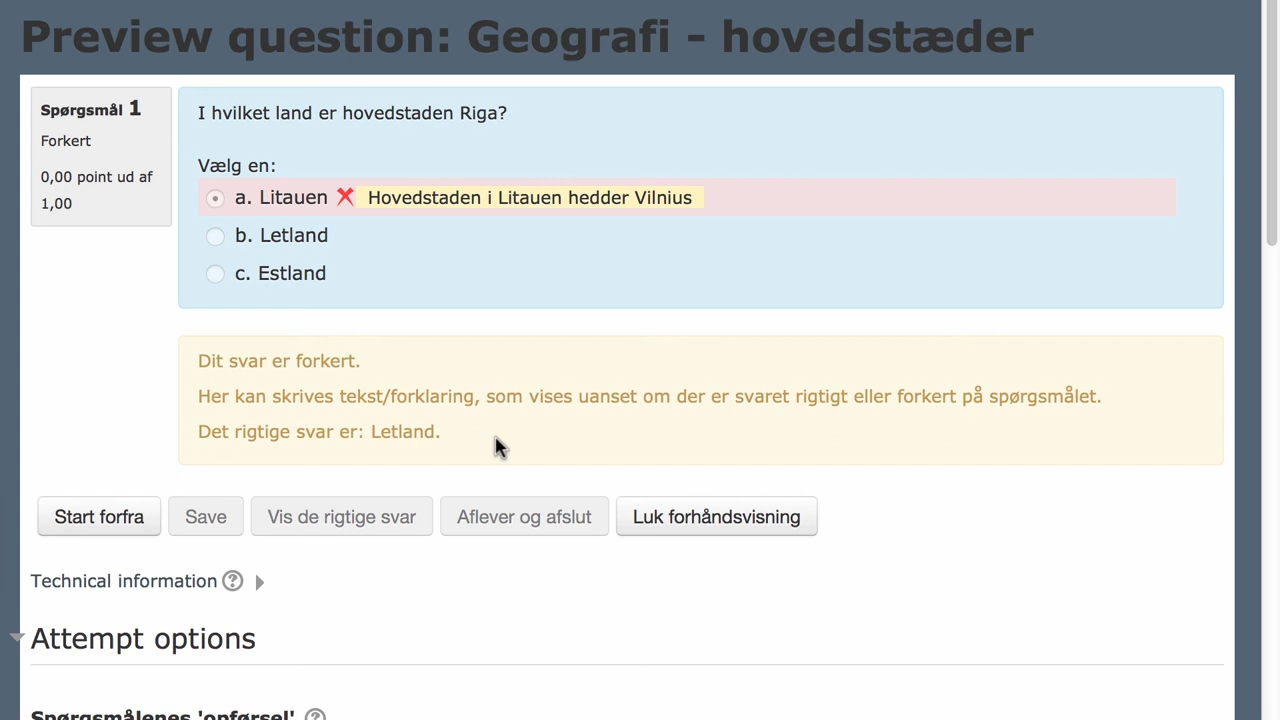 Preview question: Geografi - hovedstæder
Spørgsmål 1
Forkert
0,00 point ud af
1,00
I hvilket land er hovedstaden Riga?
Vælg en:
a. Litauen Hovedstaden i Litauen hedder Vilnius
b. Letland
c. Estland
Dit svar er forkert.
Her kan skrives tekst/forklaring, som vises uanset om der er svaret rigtigt eller forkert på spørgsmålet.
Det rigtige svar er: Letland.
Start forfra Save Vis de rigtige svar Aflever og afslut Luk forhåndsvisning
Technical information ?
Attempt options
Spørgsmålenes 'opførsel' ?